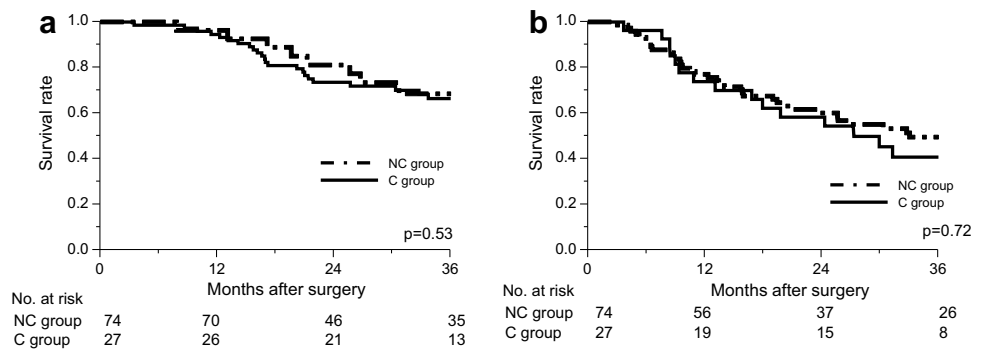 a
1.0
0.8
0.6
0.4
0.2
0.0
Survival rate
NC group
C group
p=0.53
0 12 24 36
Months after surgery
No. at risk
NC group 74 70 46 35
C group 27 26 21 13
b
1.0
0.8
0.6
0.4
0.2
0.0
Survival rate
NC group
C group
p=0.72
0 12 24 36
Months after surgery
No. at risk
NC group 74 56 37 26
C group 27 19 15 8